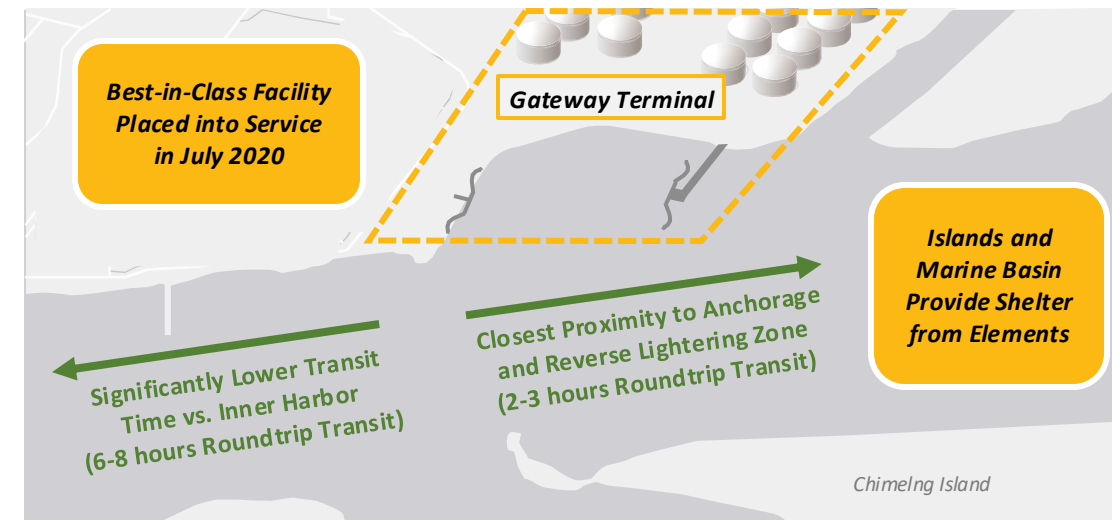 Best-in-Class Facility
Placed into Service
in July 2020
Gateway Terminal
Islands and
Marine Basin
Provide Shelter
from Elements
Closest Proximity to Anchorage
and Reverse Lightering Zone
(2-3 hours Roundtrip Transit)
Significantly Lower Transit
Time vs. Inner Harbor
(6-8 hours Roundtrip Transit)
Chimelng Island